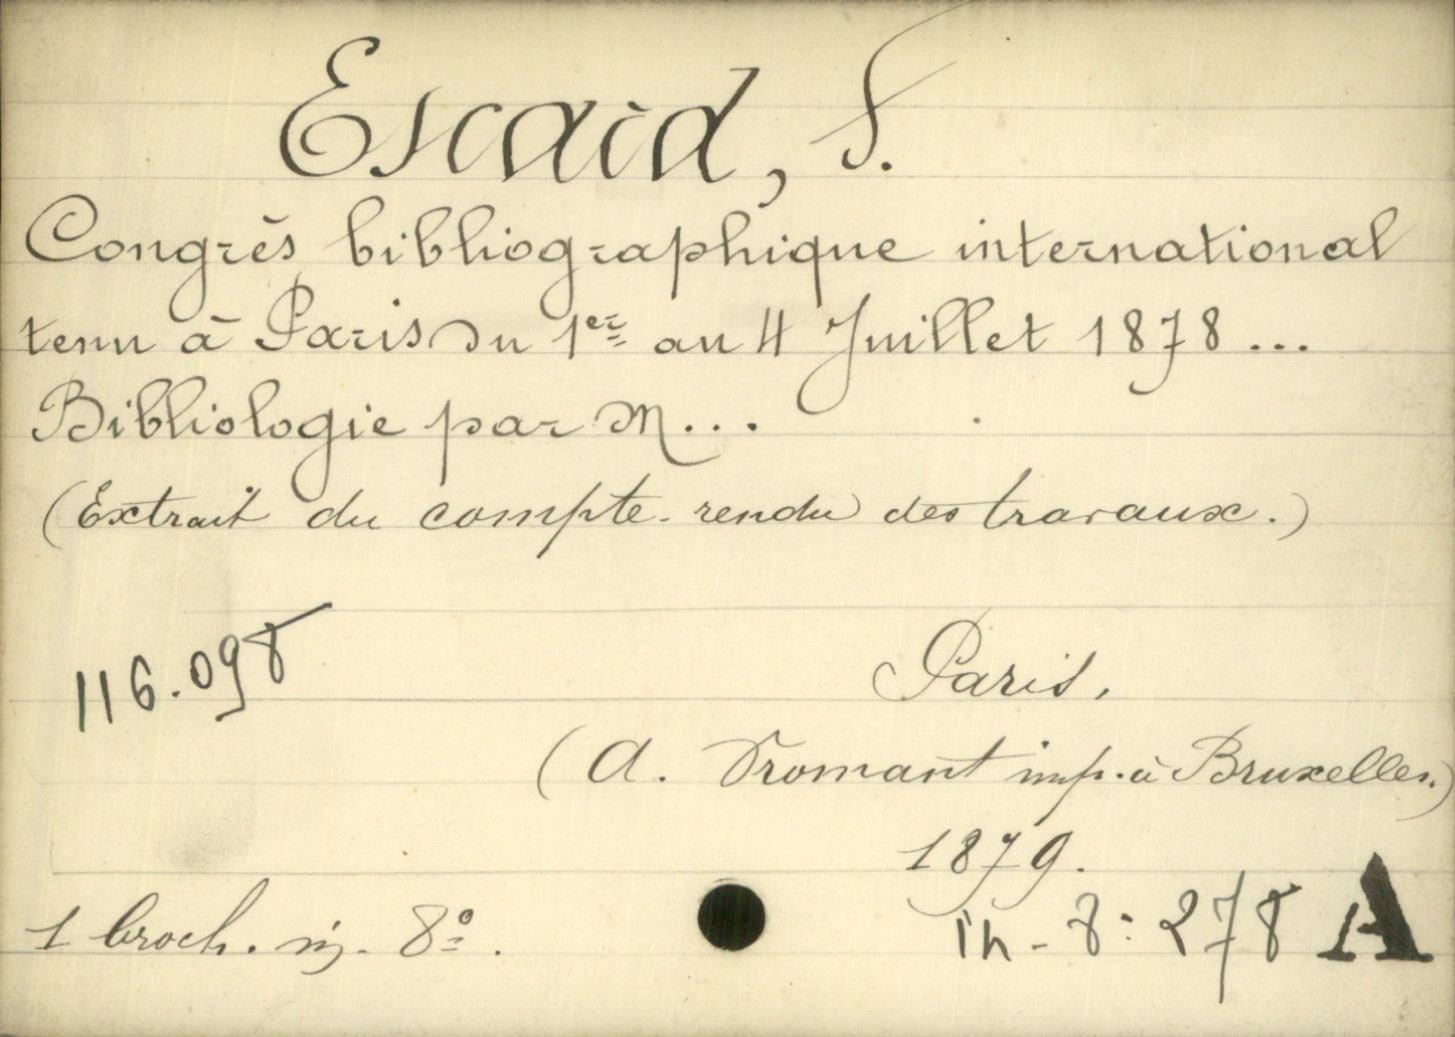 Escard, F.
Congrès bibliographique international
tenu à Paris du 1er au 4 Juillet 1878 ...
Bibliologie par M...
(Extrait du compte-rendu des travaux.)
116.098
Paris,
(A. Vromant imp. à Bruxelles.)
1879.
1 broch. in-8°.
in-8° 278 A